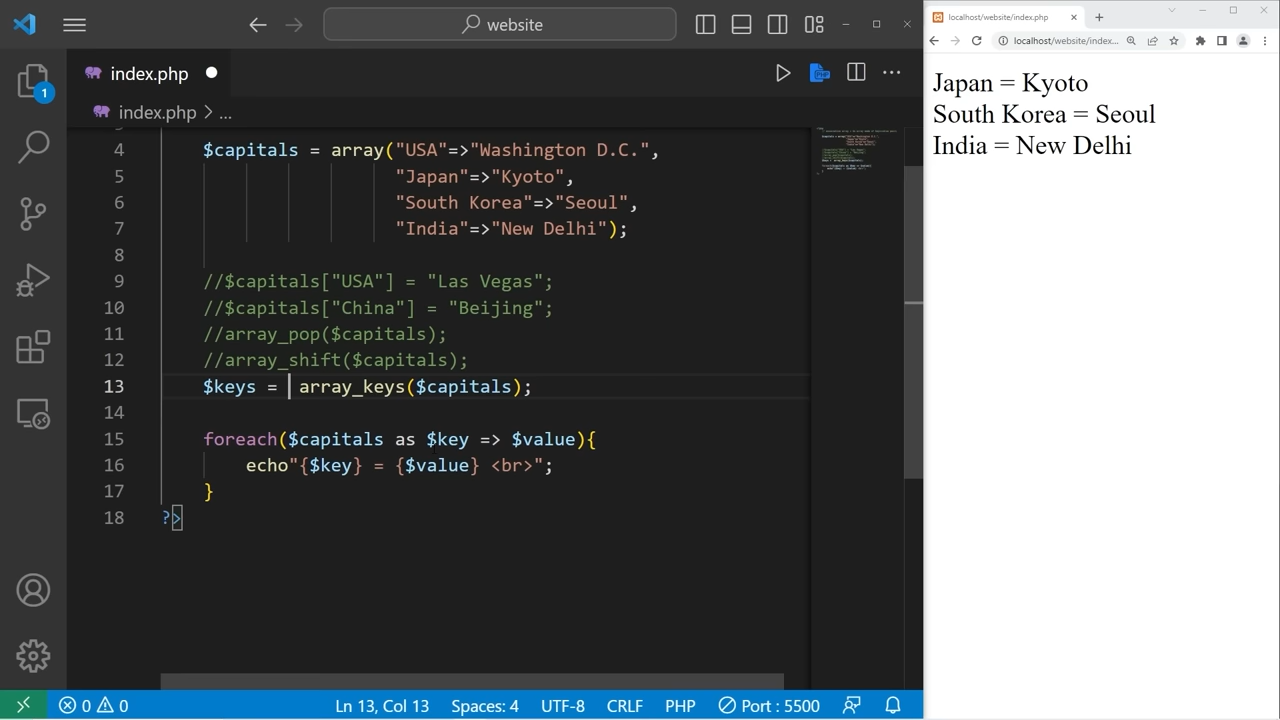 website
index.php
index.php > ...
4 $capitals = array("USA"=>"Washington D.C.",
5 "Japan"=>"Kyoto",
6 "South Korea"=>"Seoul",
7 "India"=>"New Delhi");
8
9 //$capitals["USA"] = "Las Vegas";
10 //$capitals["China"] = "Beijing";
11 //array_pop($capitals);
12 //array_shift($capitals);
13 $keys = array_keys($capitals);
14
15 foreach($capitals as $key => $value){
16 echo"{$key} = {$value} <br>";
17 }
18 ?>
1
0 0
Ln 13, Col 13
Spaces: 4
UTF-8
CRLF
PHP
Port : 5500
localhost/website/index.php
localhost/website/index...
Japan = Kyoto
South Korea = Seoul
India = New Delhi